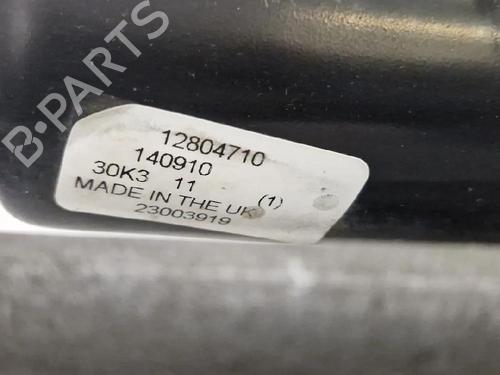 B-PARTS
12804710
140910
30K3 11
MADE IN THE UK (1)
23003919